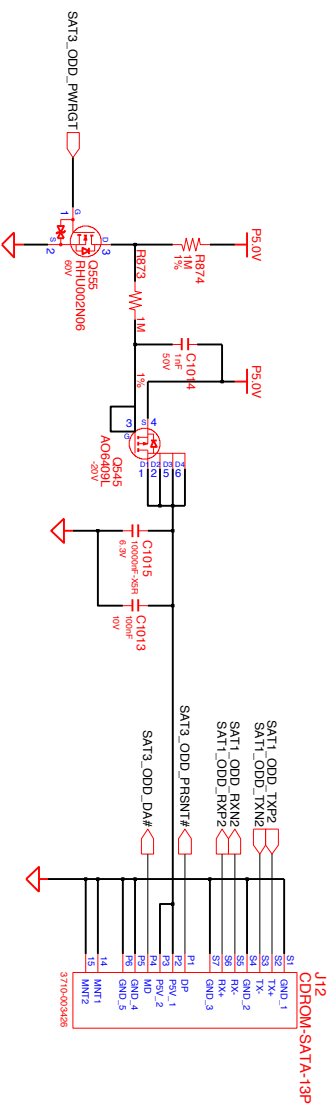 SAT3_ODD_PWRGT
G
1
D
3
S
2
Q555
RHU002N06
60V
P5.0V
R874
1M
1%
R873
1M
1%
P5.0V
C1014
1nF
50V
S
4
3
G
Q545
AO6409L
-20V
D1
1
D2
2
D3
5
D4
6
C1015
10000nF-X5R
6.3V
C1013
100nF
10V
SAT1_ODD_TXP2
SAT1_ODD_TXN2
SAT1_ODD_RXN2
SAT1_ODD_RXP2
SAT3_ODD_PRSNT#
SAT3_ODD_DA#
J12
CDROM-SATA-13P
S1 GND_1
S2 TX+
S3 TX-
S4 GND_2
S5 RX-
S6 RX+
S7 GND_3
P1 DP
P2 P5V_1
P3 P5V_2
P4 MD
P5 GND_4
P6 GND_5
14 MNT1
15 MNT2
3710-003426